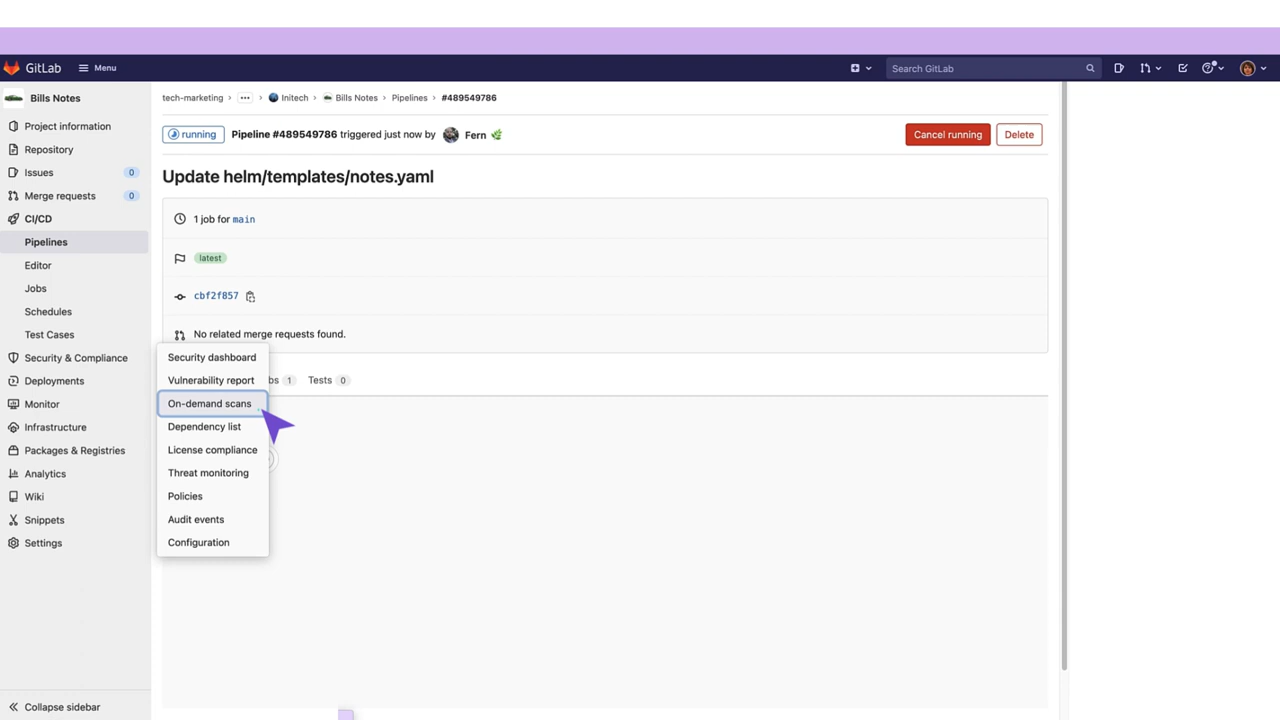 GitLab
Menu
Search GitLab
Bills Notes
Project information
Repository
Issues 0
Merge requests 0
CI/CD
Pipelines
Editor
Jobs
Schedules
Test Cases
Security & Compliance
Deployments
Monitor
Infrastructure
Packages & Registries
Analytics
Wiki
Snippets
Settings
Collapse sidebar
tech-marketing › ··· › Initech › Bills Notes › Pipelines › #489549786
running Pipeline #489549786 triggered just now by Fern
Cancel running
Delete
Update helm/templates/notes.yaml
1 job for main
latest
cbf2f857
No related merge requests found.
bs 1 Tests 0
Security dashboard
Vulnerability report
On-demand scans
Dependency list
License compliance
Threat monitoring
Policies
Audit events
Configuration